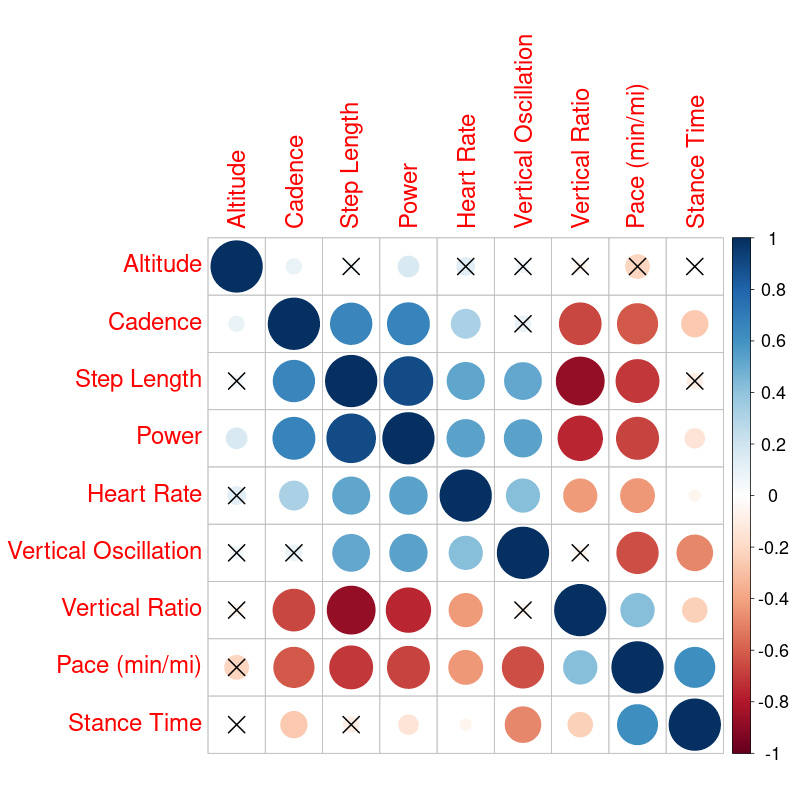 Altitude
Cadence
Step Length
Power
Heart Rate
Vertical Oscillation
Vertical Ratio
Pace (min/mi)
Stance Time
Altitude
Cadence
Step Length
Power
Heart Rate
Vertical Oscillation
Vertical Ratio
Pace (min/mi)
Stance Time
1
0.8
0.6
0.4
0.2
0
-0.2
-0.4
-0.6
-0.8
-1